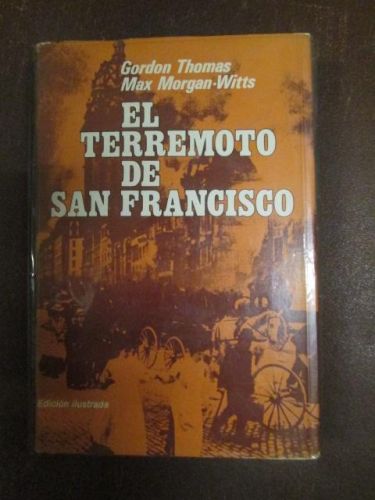 Gordon Thomas
Max Morgan-Witts
EL
TERREMOTO
DE
SAN FRANCISCO
Edición ilustrada